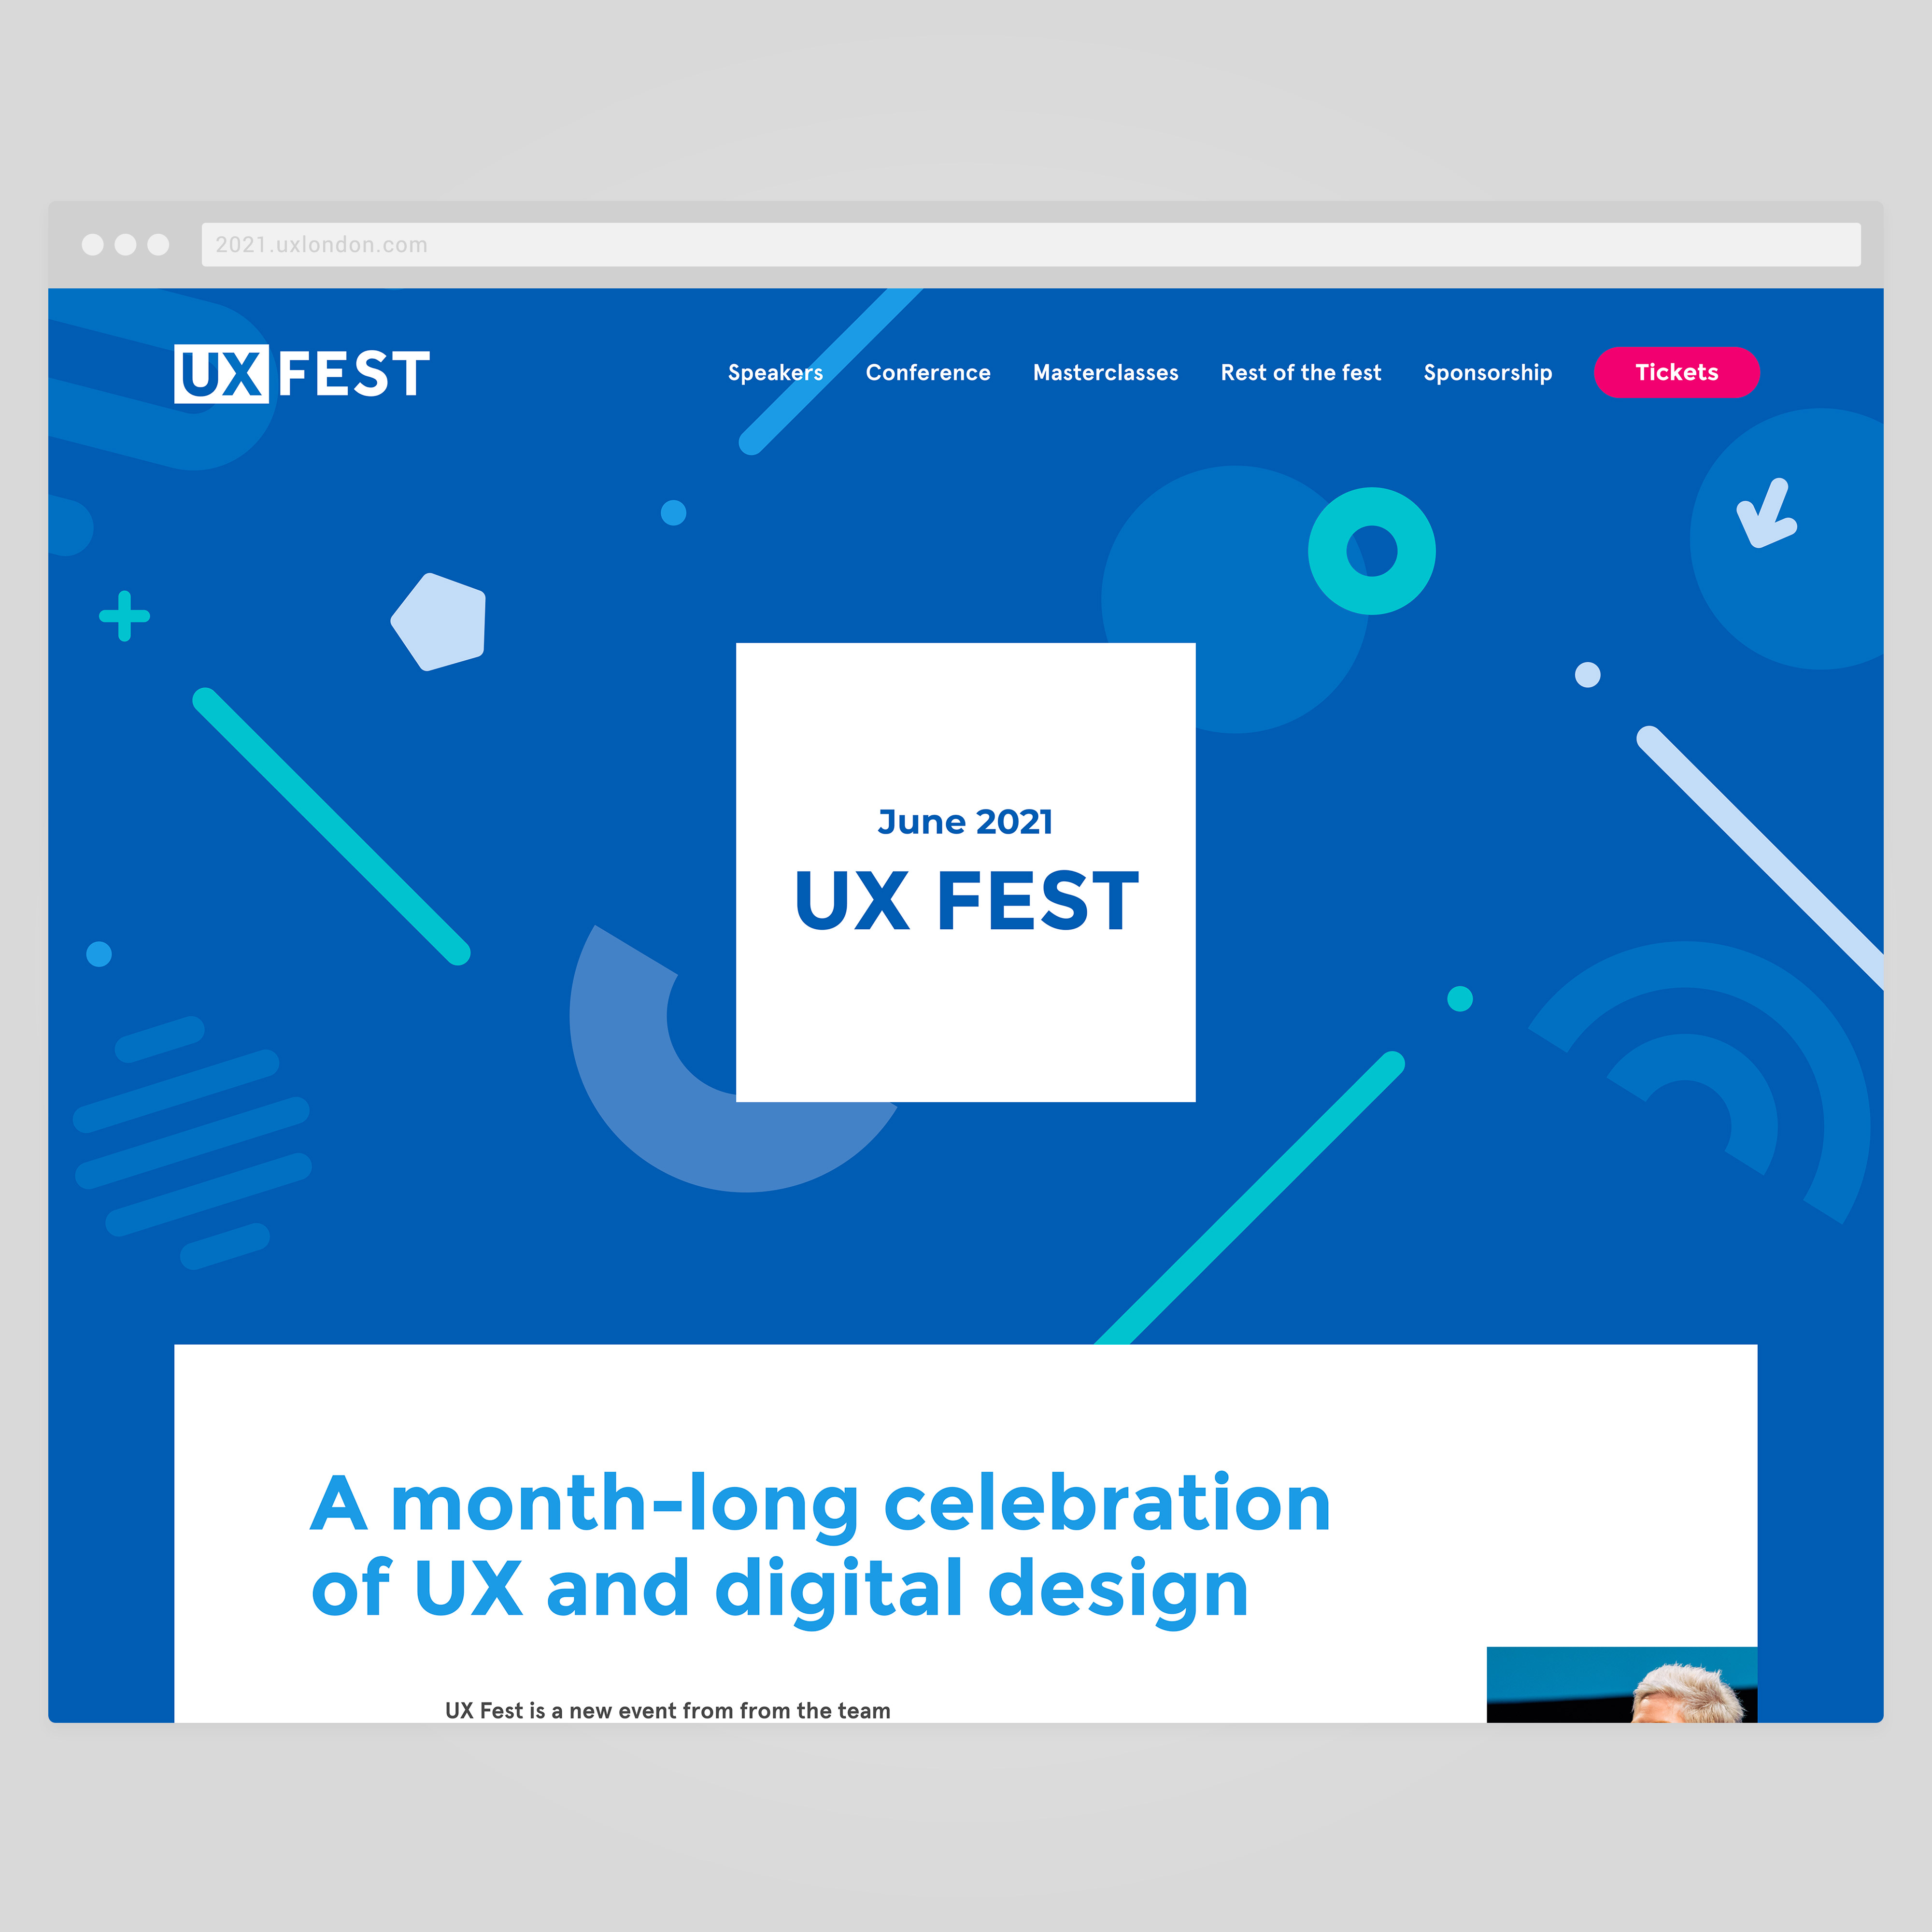 2021.uxlondon.com
UX FEST
Speakers Conference Masterclasses Rest of the fest Sponsorship Tickets
June 2021
UX FEST
A month-long celebration
of UX and digital design
UX Fest is a new event from from the team